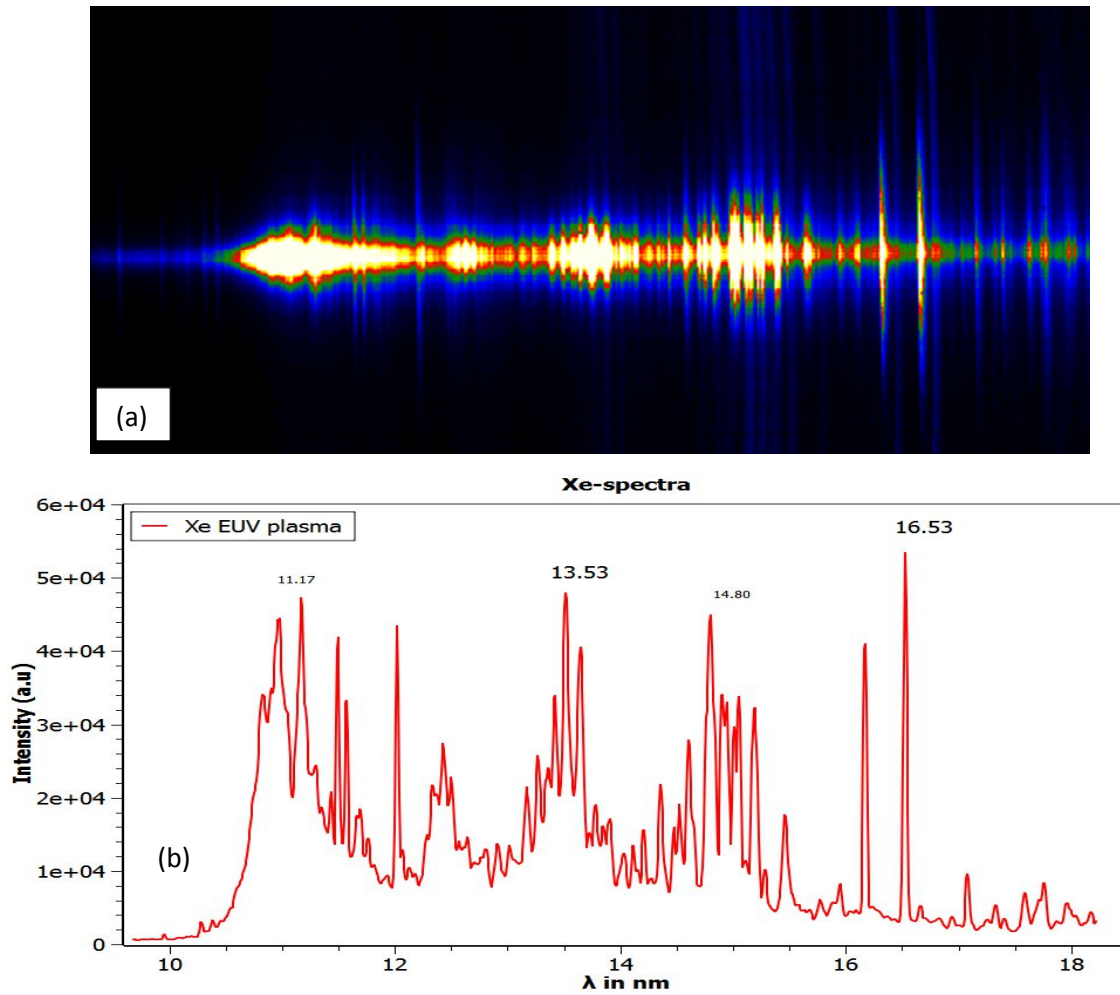 (a)
Xe-spectra
Xe EUV plasma
6e+04
5e+04
4e+04
3e+04
2e+04
1e+04
0
Intensity (a.u)
11.17
13.53
14.80
16.53
(b)
10 12 14 16 18
λ in nm